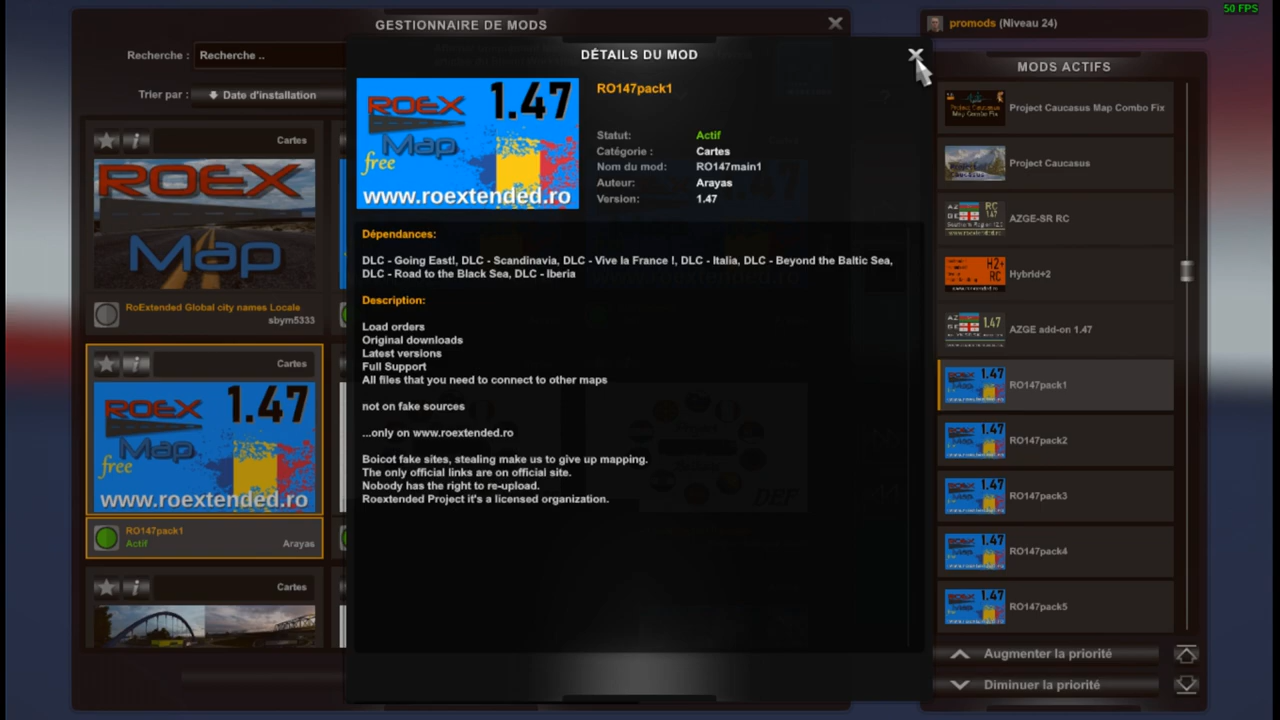 50 FPS
GESTIONNAIRE DE MODS
Recherche :
Recherche ..
Trier par :
Date d'installation
Cartes
ROEX
Map
RoExtended Global city names Locale
sbym5333
Cartes
ROEX
Map
1.47
free
www.roextended.ro
RO147pack1
Actif
Arayas
Cartes
DÉTAILS DU MOD
ROEX
Map
1.47
free
www.roextended.ro
RO147pack1
Statut: Actif
Catégorie : Cartes
Nom du mod: RO147main1
Auteur: Arayas
Version: 1.47
Dépendances:
DLC - Going East!, DLC - Scandinavia, DLC - Vive la France !, DLC - Italia, DLC - Beyond the Baltic Sea,
DLC - Road to the Black Sea, DLC - Iberia
Description:
Load orders
Original downloads
Latest versions
Full Support
All files that you need to connect to other maps
not on fake sources
...only on www.roextended.ro
Boicot fake sites, stealing make us to give up mapping.
The only official links are on official site.
Nobody has the right to re-upload.
Roextended Project it's a licensed organization.
promods (Niveau 24)
MODS ACTIFS
Project Caucasus Map Combo Fix
Project Caucasus
AZGE-SR RC
Hybrid+2
AZGE add-on 1.47
RO147pack1
RO147pack2
RO147pack3
RO147pack4
RO147pack5
Augmenter la priorité
Diminuer la priorité